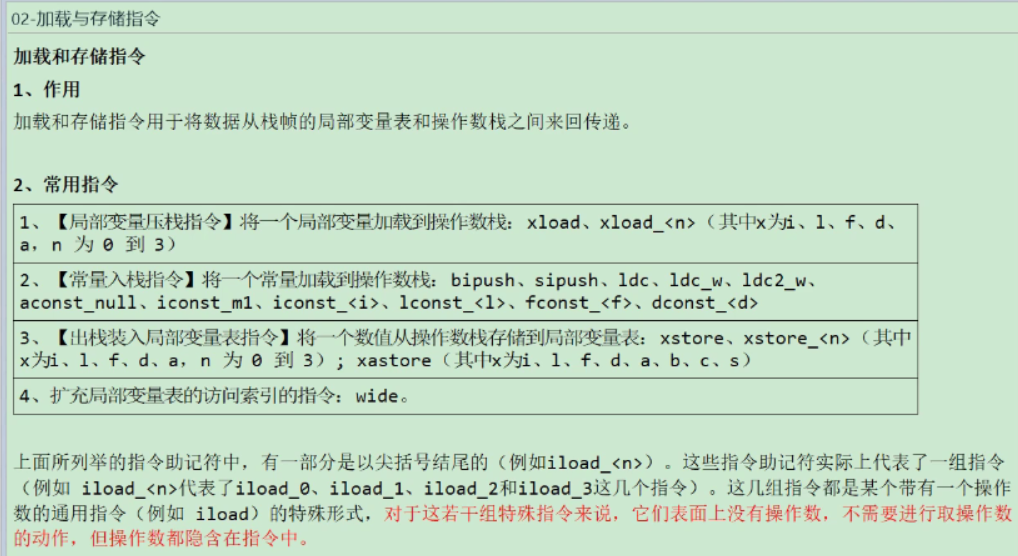 02-加载与存储指令
加载和存储指令
1、作用
加载和存储指令用于将数据从栈帧的局部变量表和操作数栈之间来回传递。
2、常用指令
1、【局部变量压栈指令】将一个局部变量加载到操作数栈: xload、xload_<n>（其中x为i、l、f、d、
a，n 为 0 到 3）
2、【常量入栈指令】将一个常量加载到操作数栈: bipush、sipush、ldc、ldc_w、ldc2_w、
aconst_null、iconst_m1、iconst_<i>、lconst_<l>、fconst_<f>、dconst_<d>
3、【出栈装入局部变量表指令】将一个数值从操作数栈存储到局部变量表: xstore、xstore_<n>（其中
x为i、l、f、d、a，n 为 0 到 3）; xastore（其中x为i、l、f、d、a、b、c、s）
4、扩充局部变量表的访问索引的指令: wide。
上面所列举的指令助记符中，有一部分是以尖括号结尾的（例如iload_<n>）。这些指令助记符实际上代表了一组指令
（例如 iload_<n>代表了iload_0、iload_1、iload_2和iload_3这几个指令）。这几组指令都是某个带有一个操作
数的通用指令（例如 iload）的特殊形式，对于这若干组特殊指令来说，它们表面上没有操作数，不需要进行取操作数
的动作，但操作数都隐含在指令中。